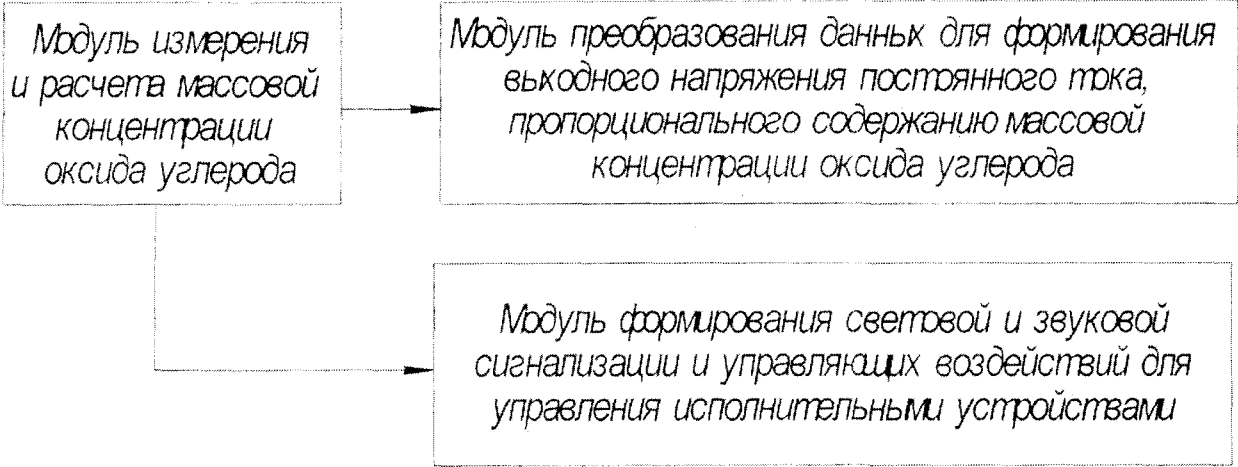 Модуль измерения
и расчета массовой
концентрации
оксида углерода
Модуль преобразования данных для формирования
выходного напряжения постоянного тока,
пропорционального содержанию массовой
концентрации оксида углерода
Модуль формирования световой и звуковой
сигнализации и управляющих воздействий для
управления исполнительными устройствами